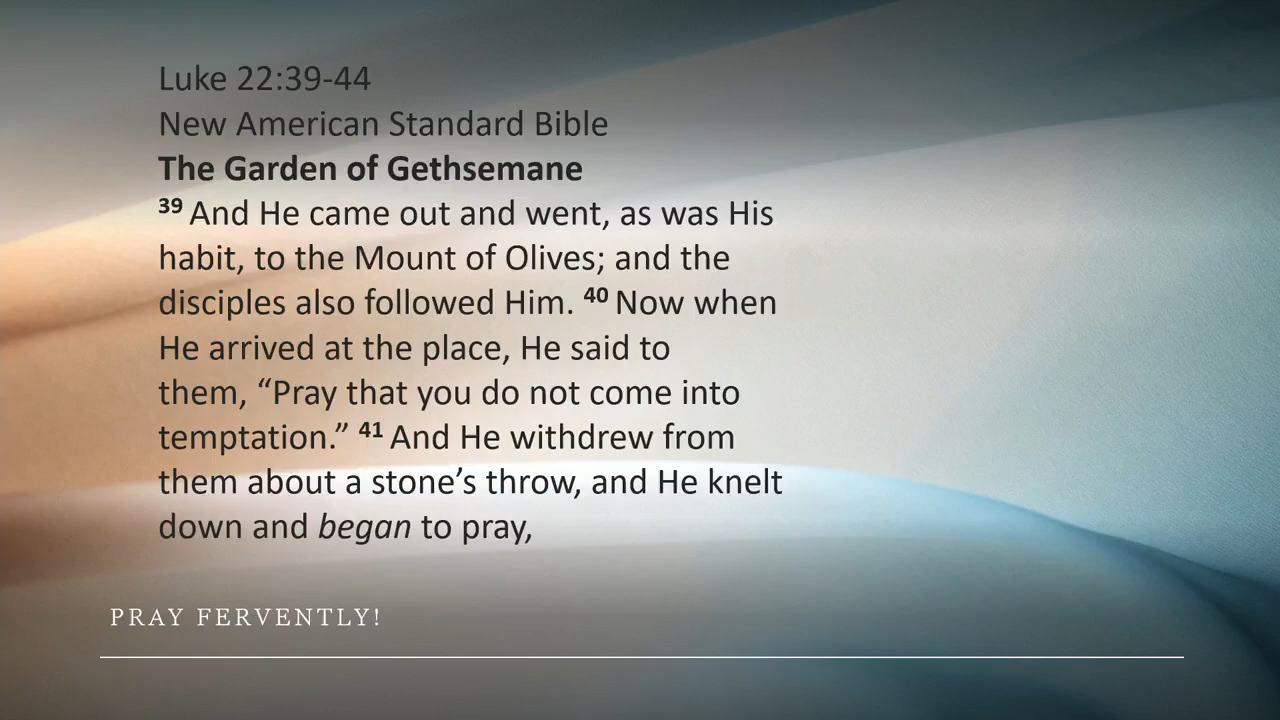 Luke 22:39-44
New American Standard Bible
The Garden of Gethsemane
39 And He came out and went, as was His
habit, to the Mount of Olives; and the
disciples also followed Him. 40 Now when
He arrived at the place, He said to
them, “Pray that you do not come into
temptation.” 41 And He withdrew from
them about a stone’s throw, and He knelt
down and began to pray,
PRAY FERVENTLY!